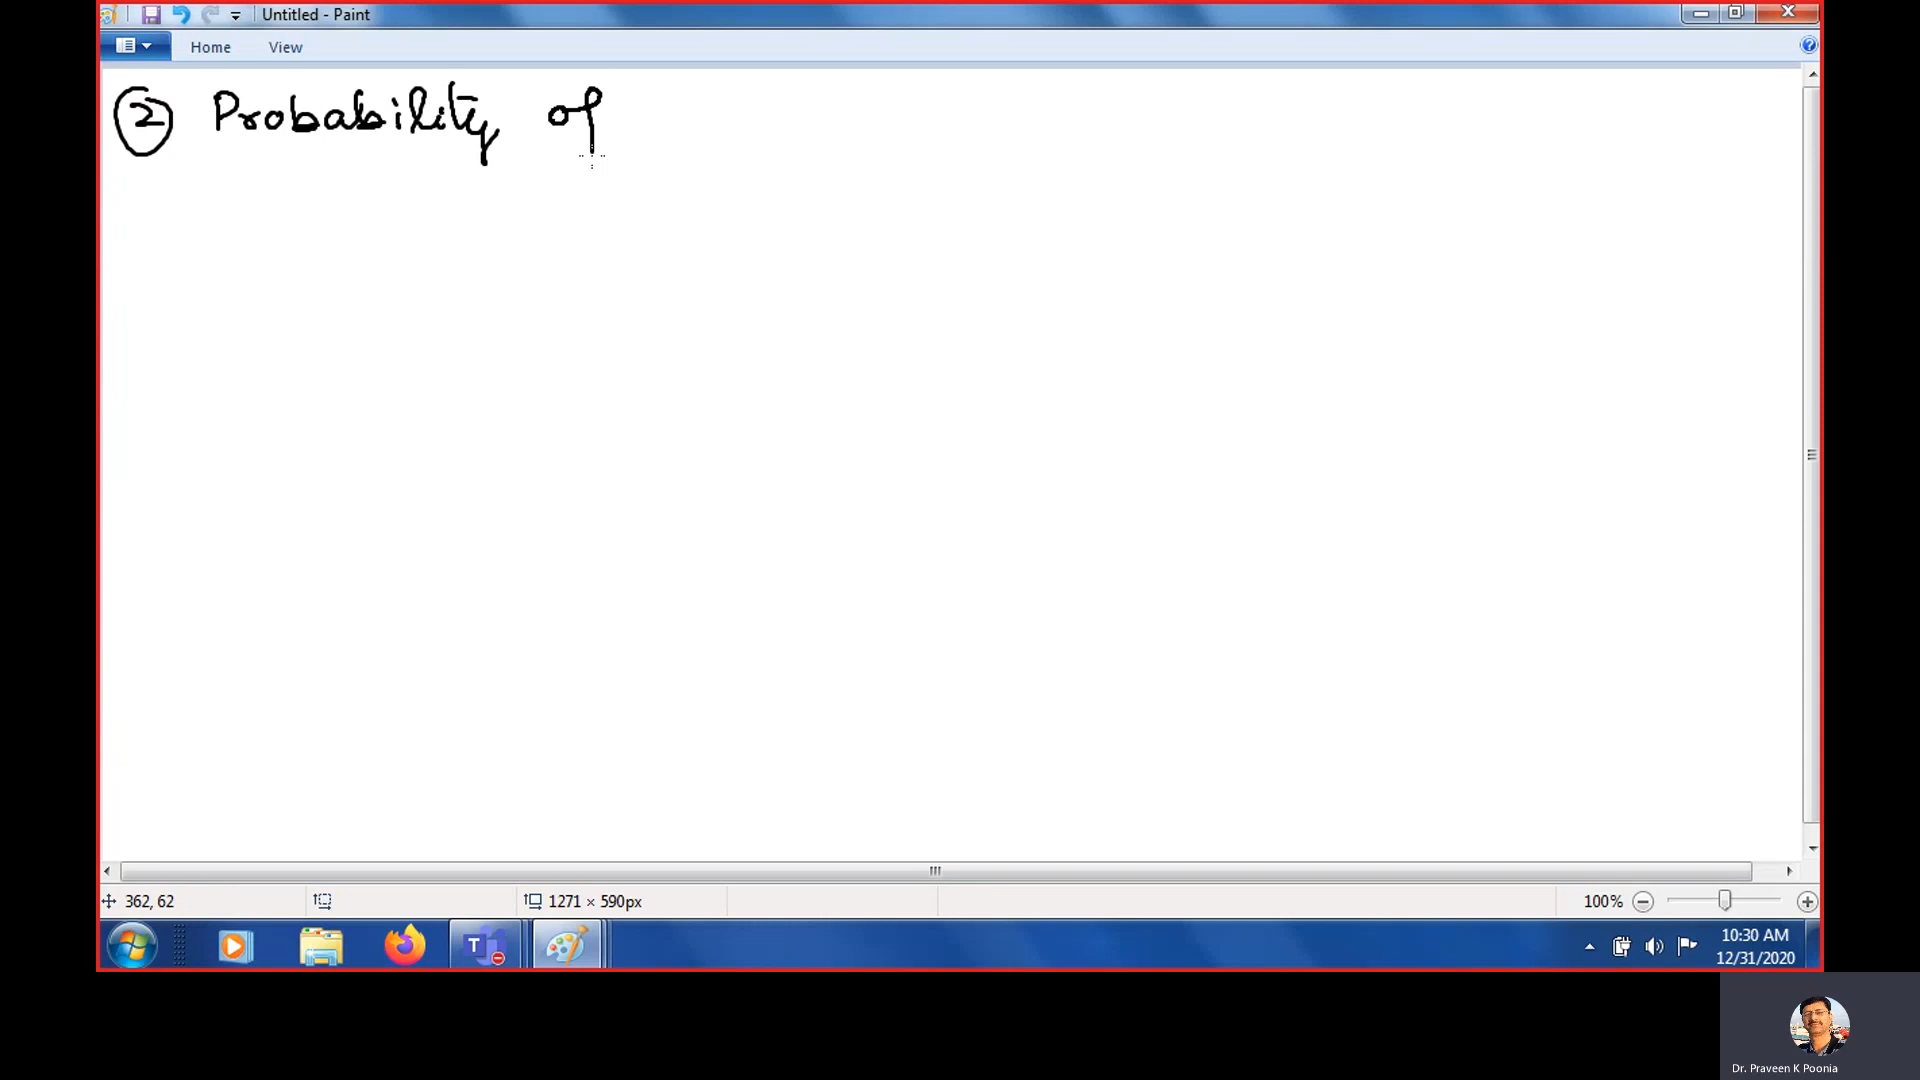 Untitled - Paint
Home View
② Probability of
362, 62
1271 × 590px
100%
T
10:30 AM
12/31/2020
Dr. Praveen K Poonia